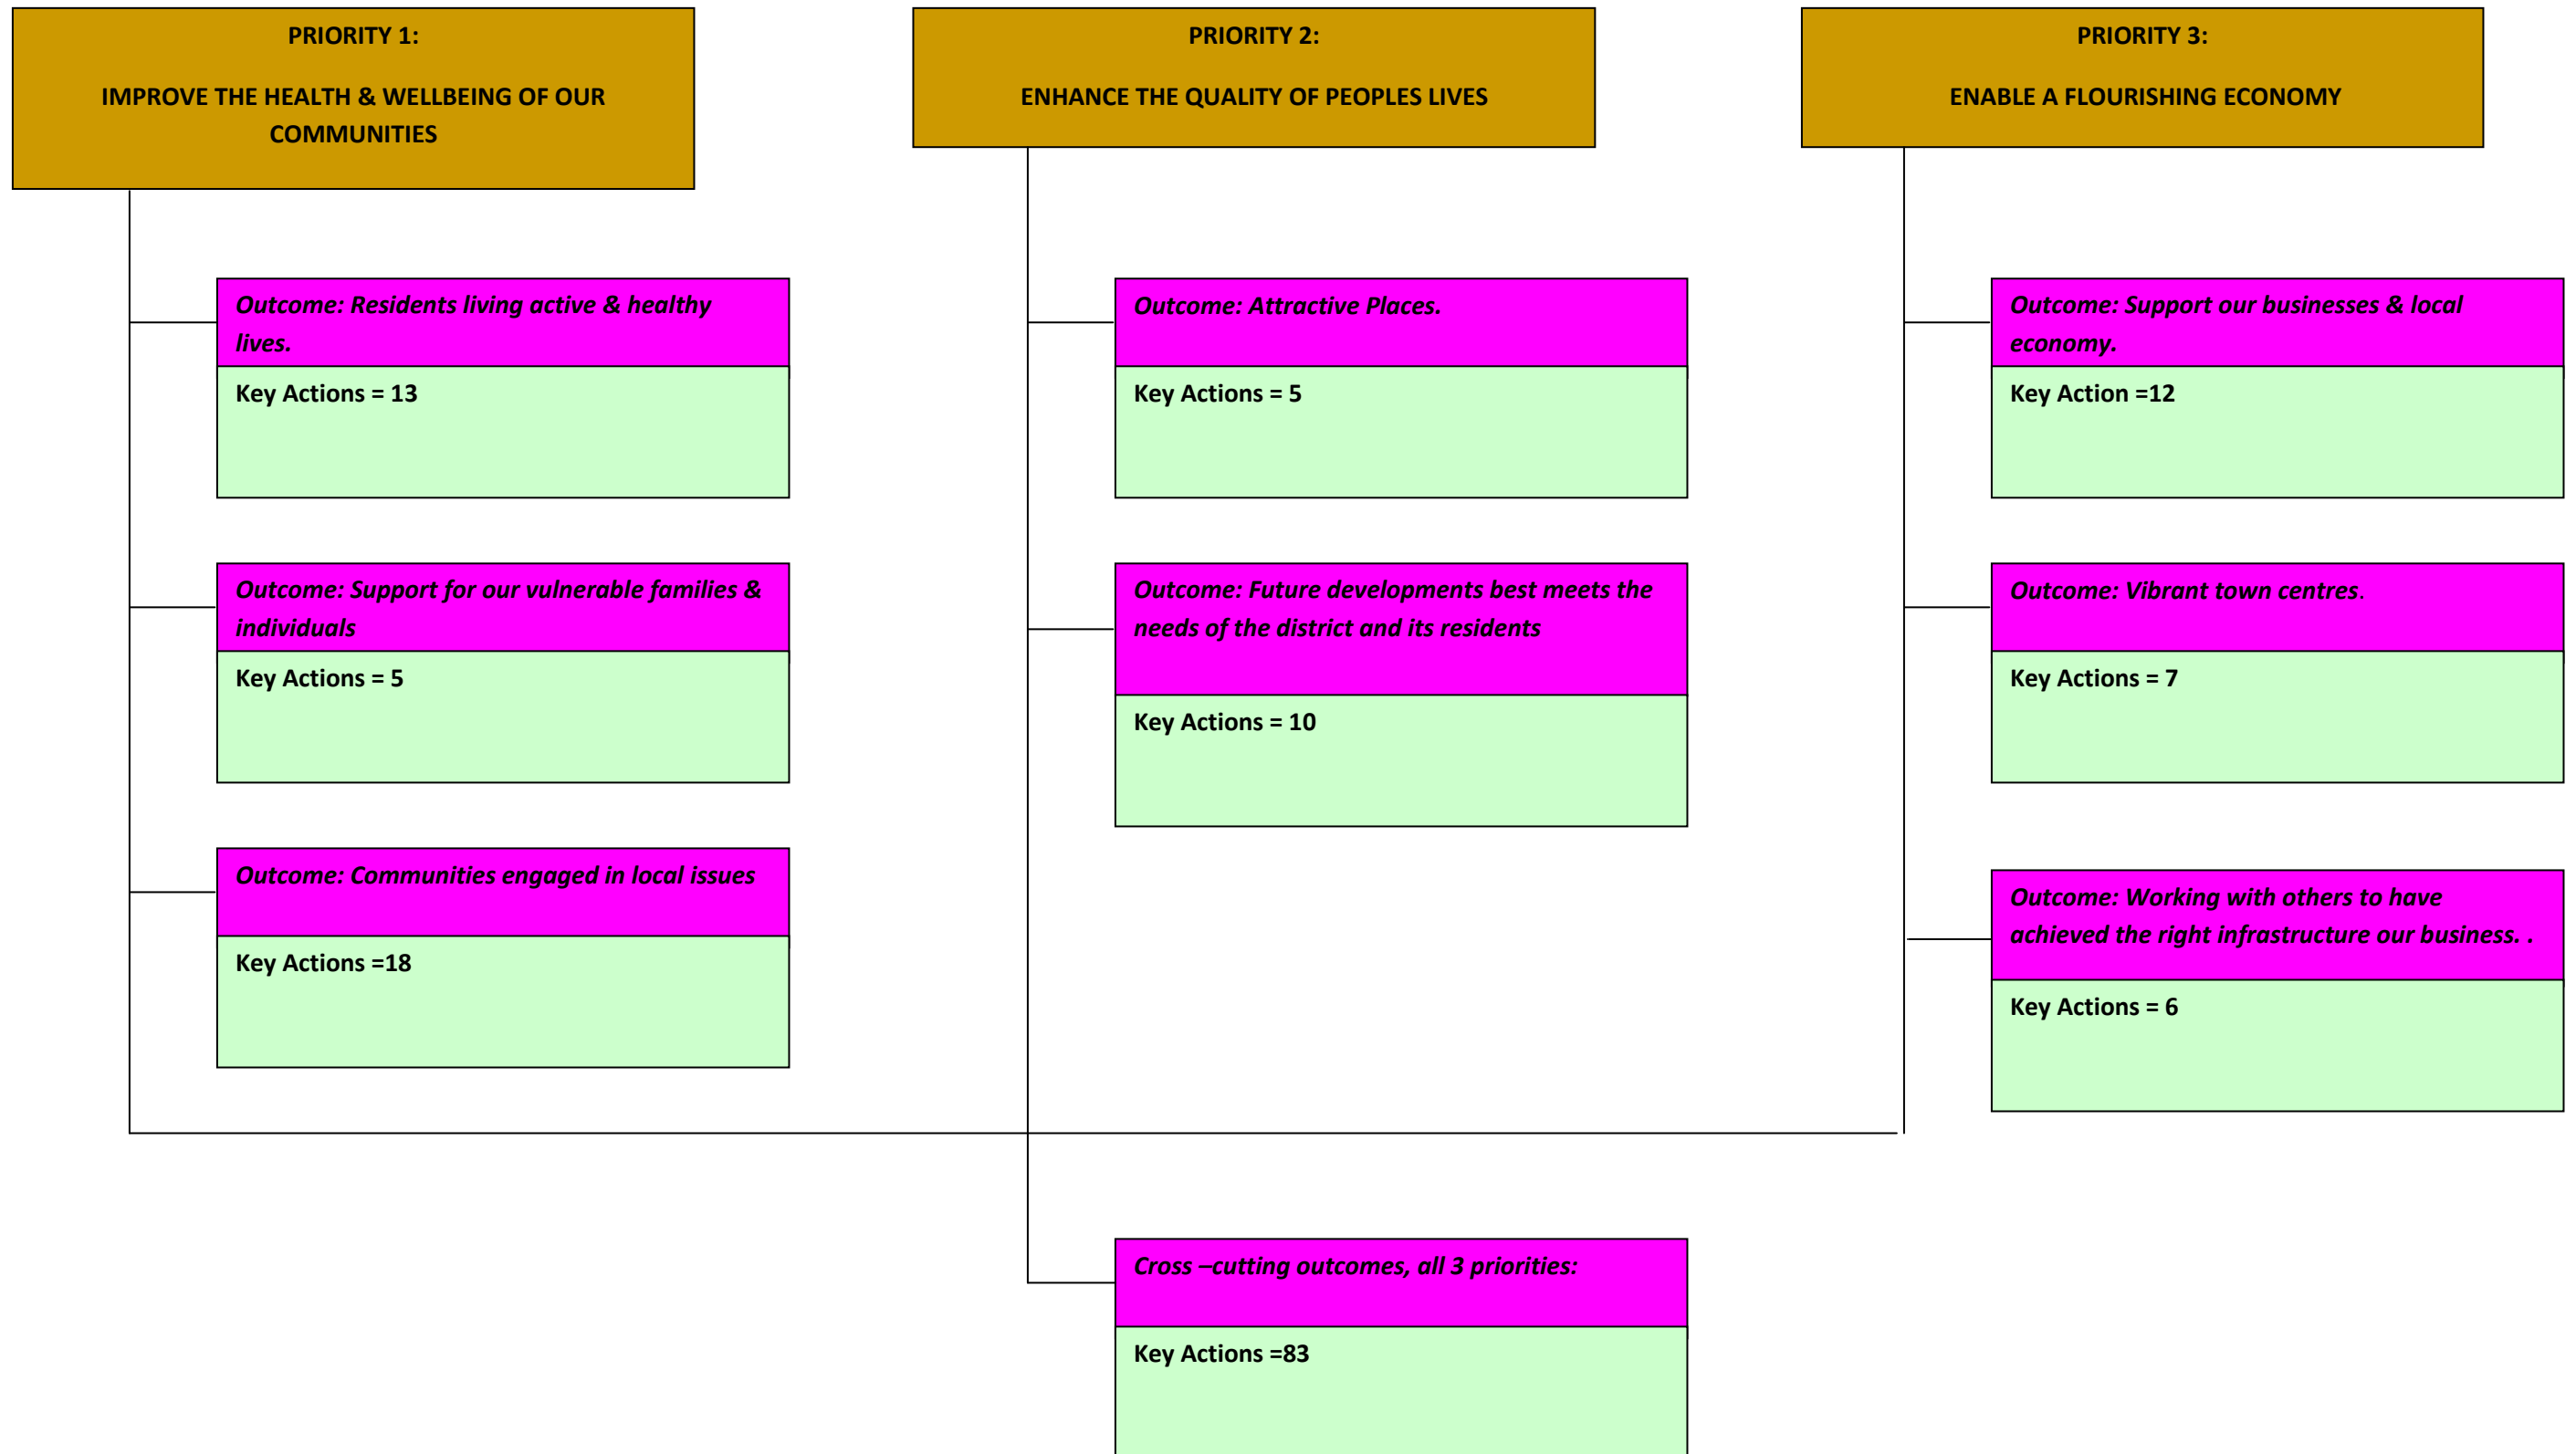 PRIORITY 1:
IMPROVE THE HEALTH & WELLBEING OF OUR
COMMUNITIES
PRIORITY 2:
ENHANCE THE QUALITY OF PEOPLES LIVES
PRIORITY 3:
ENABLE A FLOURISHING ECONOMY
Outcome: Residents living active & healthy
lives.
Key Actions = 13
Outcome: Support for our vulnerable families &
individuals
Key Actions = 5
Outcome: Communities engaged in local issues
Key Actions =18
Outcome: Attractive Places.
Key Actions = 5
Outcome: Future developments best meets the
needs of the district and its residents
Key Actions = 10
Outcome: Support our businesses & local
economy.
Key Action =12
Outcome: Vibrant town centres.
Key Actions = 7
Outcome: Working with others to have
achieved the right infrastructure our business. .
Key Actions = 6
Cross –cutting outcomes, all 3 priorities:
Key Actions =83